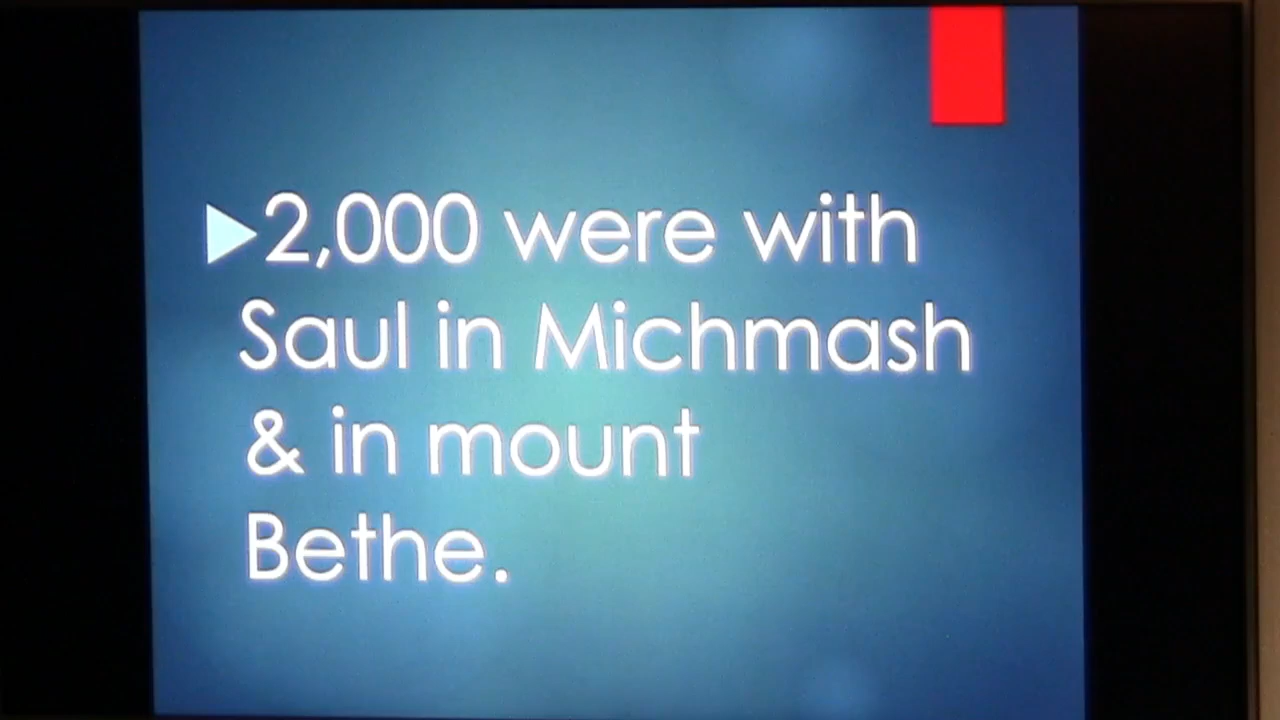 2,000 were with
Saul in Michmash
& in mount
Bethe.